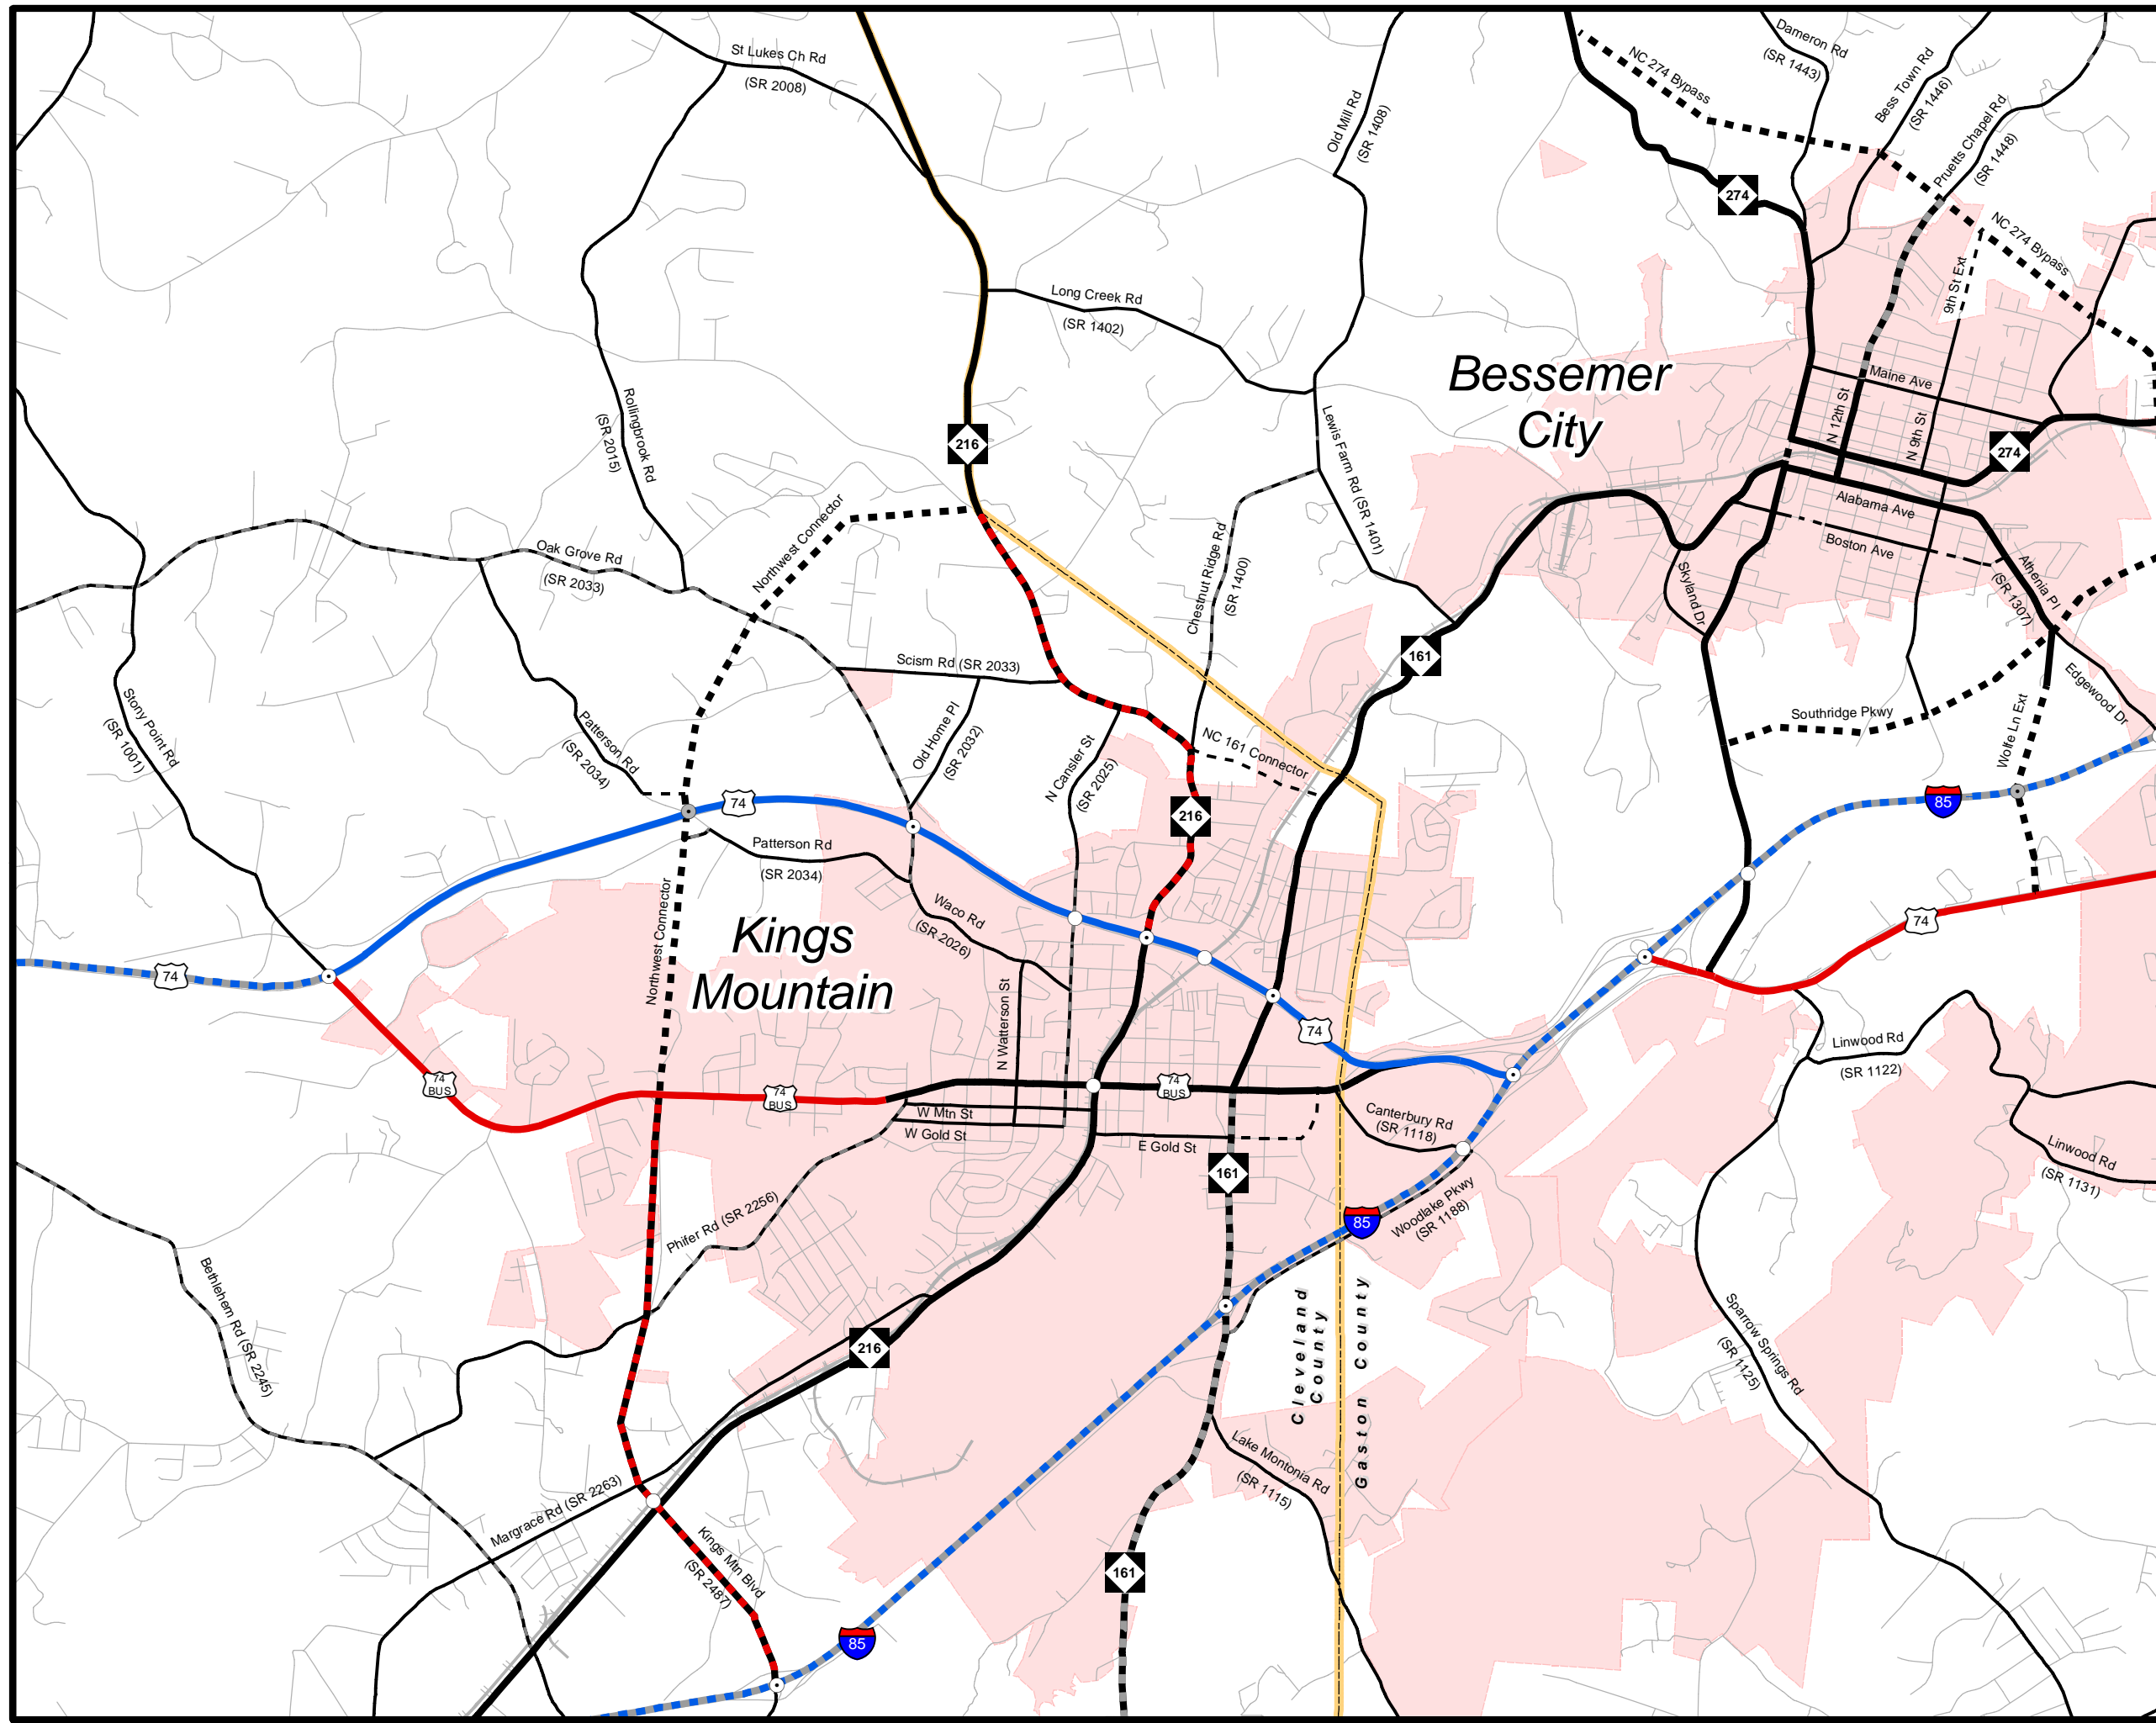 St Lukes Ch Rd
(SR 2008)
Old Mill Rd
(SR 1408)
NC 274 Bypass
Dameron Rd
(SR 1443)
Bess Town Rd
(SR 1446)
Pruetts Chapel Rd
(SR 1448)
274
NC 274 Bypass
9th St Ext
Long Creek Rd
(SR 1402)
Rollingbrook Rd
(SR 2015)
216
Lewis Farm Rd (SR 1401)
Bessemer
City
Maine Ave
N 12th St
N 9th St
274
Alabama Ave
Boston Ave
Athenia Pl
(SR 1307)
Skyland Dr
Edgewood Dr
Wolfe Ln Ext
Southridge Pkwy
Northwest Connector
Oak Grove Rd
(SR 2033)
Chestnut Ridge Rd
(SR 1400)
161
Scism Rd (SR 2033)
Old Home Pl
(SR 2032)
N Cansler St
(SR 2025)
NC 161 Connector
Stony Point Rd
(SR 1001)
Patterson Rd
(SR 2034)
74
216
85
Patterson Rd
(SR 2034)
Waco Rd
(SR 2026)
Northwest Connector
Kings
Mountain
74
74
74
N Watterson St
Linwood Rd
(SR 1122)
74
BUS
74
BUS
74
BUS
W Mtn St
W Gold St
E Gold St
Canterbury Rd
(SR 1118)
Linwood Rd
(SR 1131)
161
Woodlake Pkwy
(SR 1188)
85
Phifer Rd (SR 2256)
Bethlehem Rd (SR 2245)
Cleveland
County
Gaston County
Sparrow Springs Rd
(SR 1125)
216
Lake Montonia Rd
(SR 1115)
Margrace Rd (SR 2263)
Kings Mtn Blvd
(SR 2487)
161
85